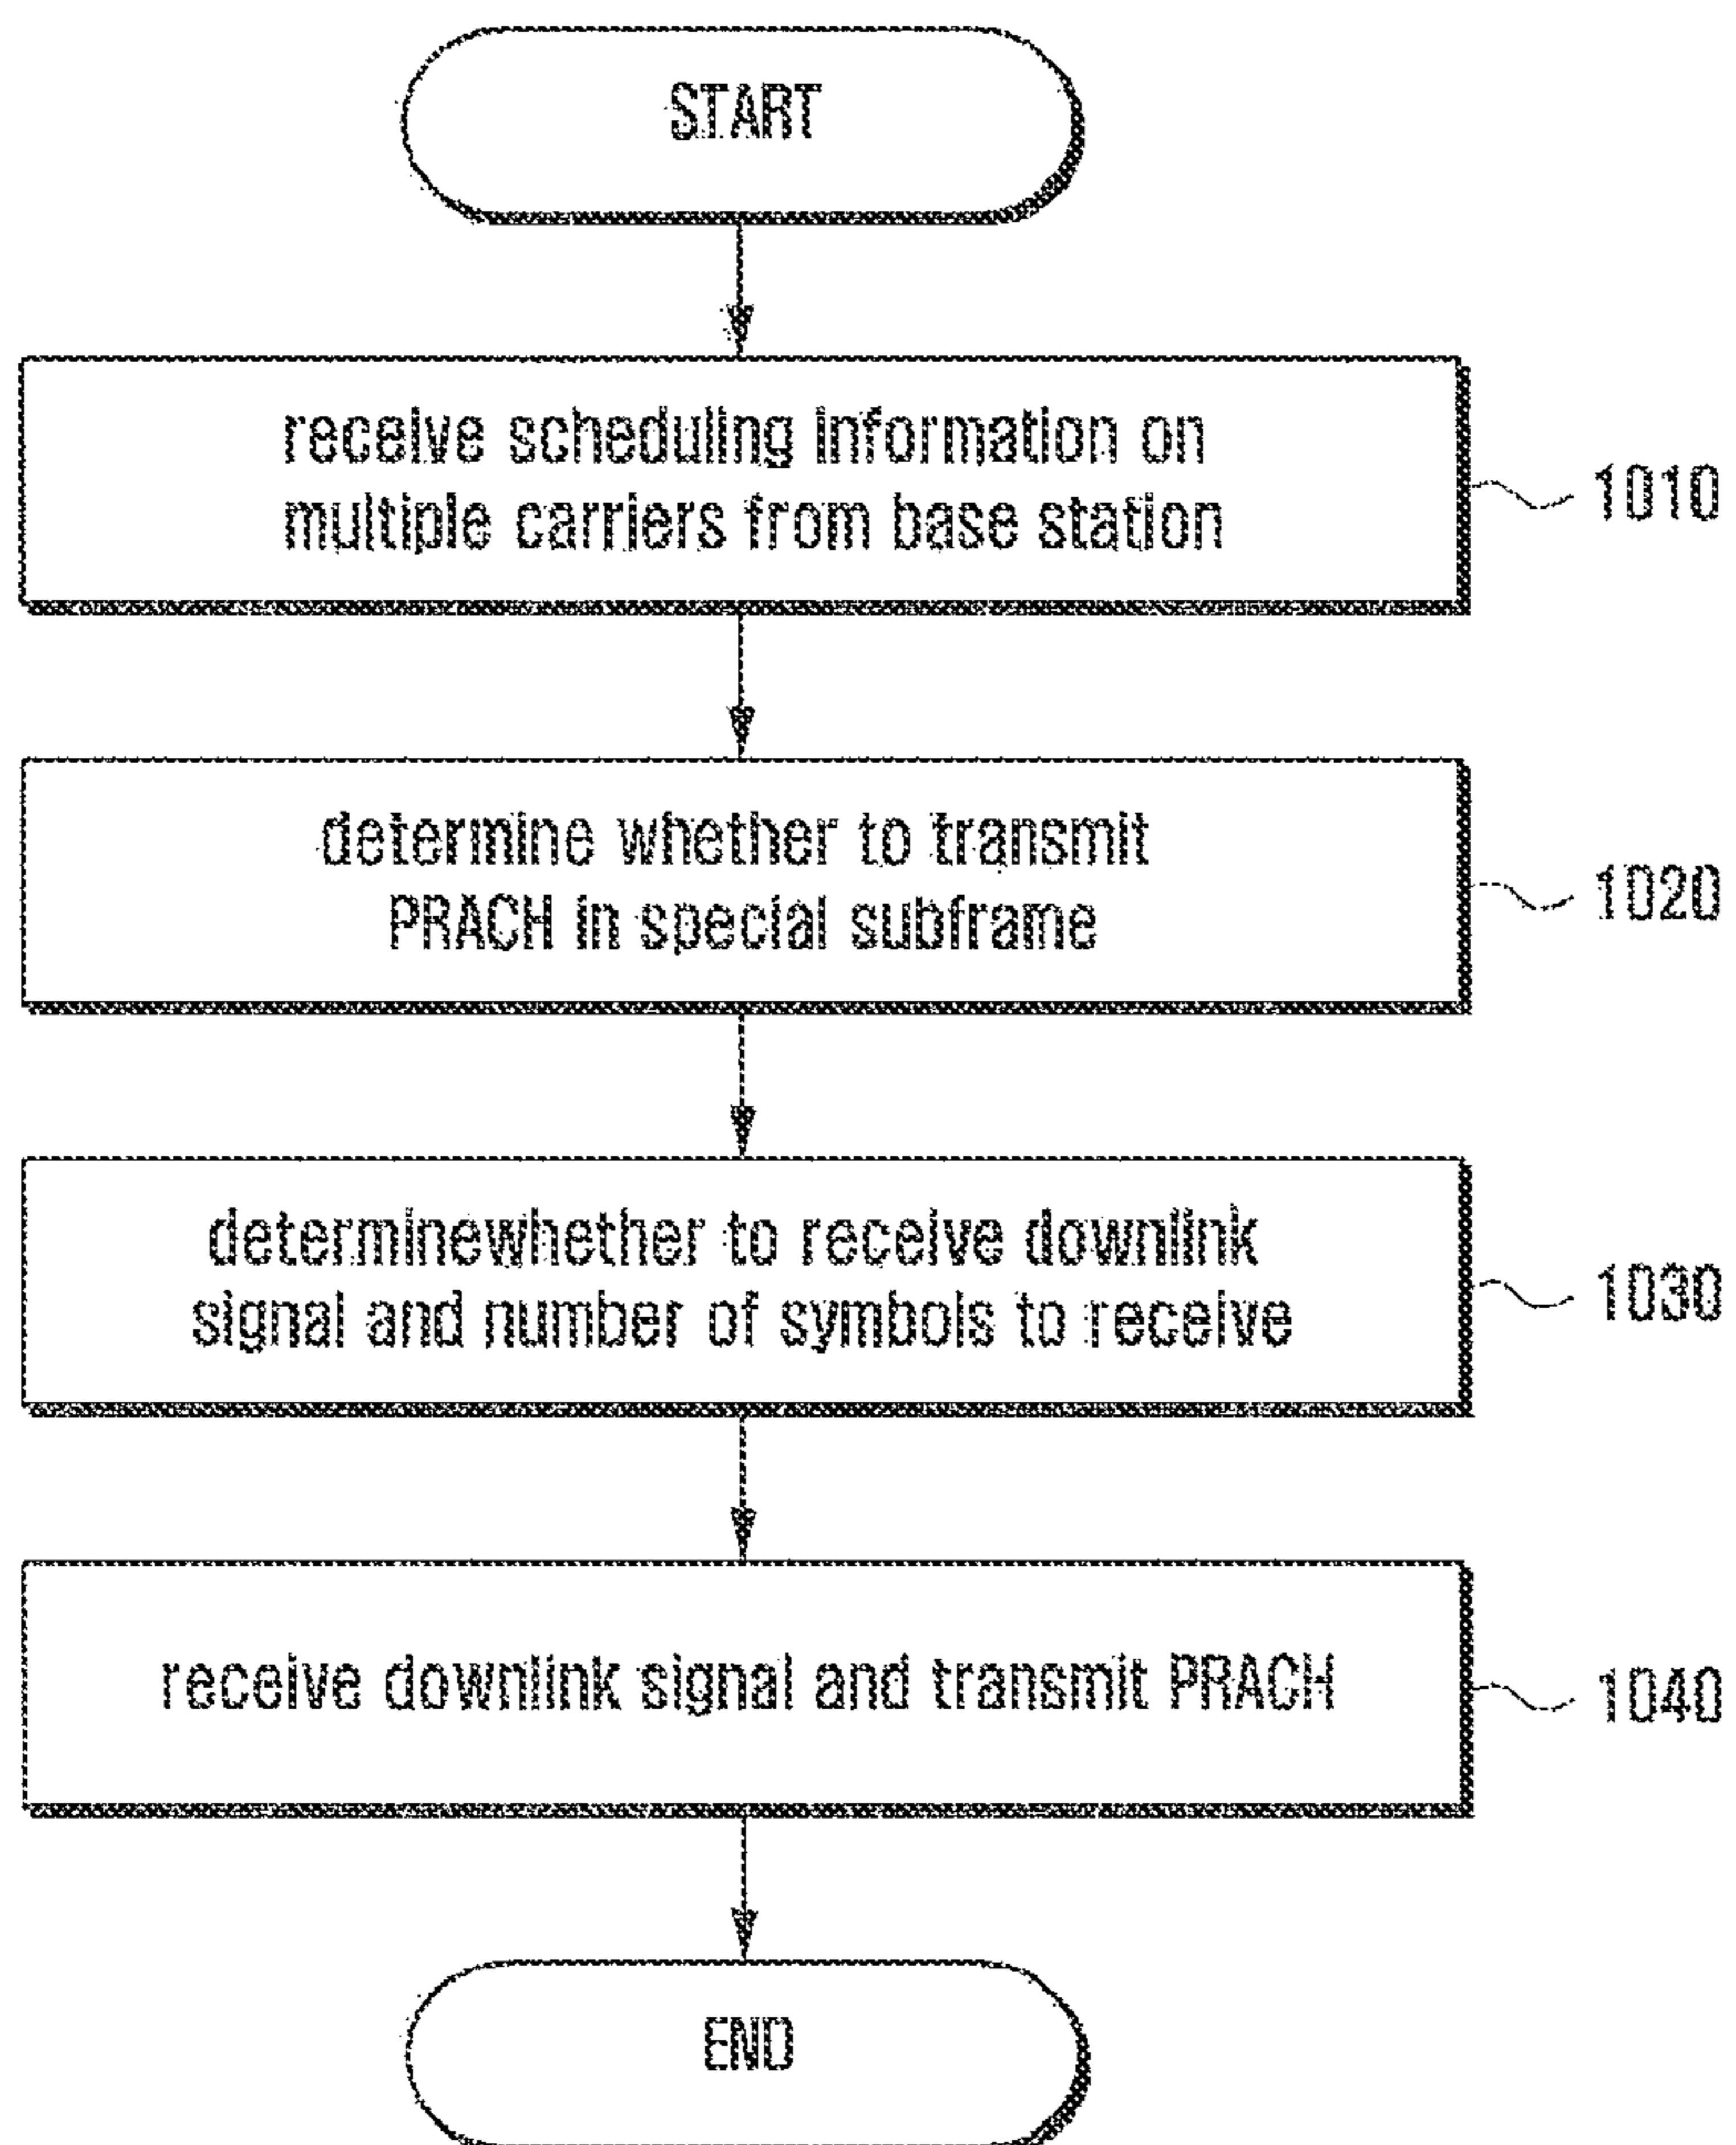 START
receive scheduling information on
multiple carriers from base station
1010
determine whether to transmit
PRACH in special subframe
1020
determinewhether to receive downlink
signal and number of symbols to receive
1030
receive downlink signal and transmit PRACH
1040
END